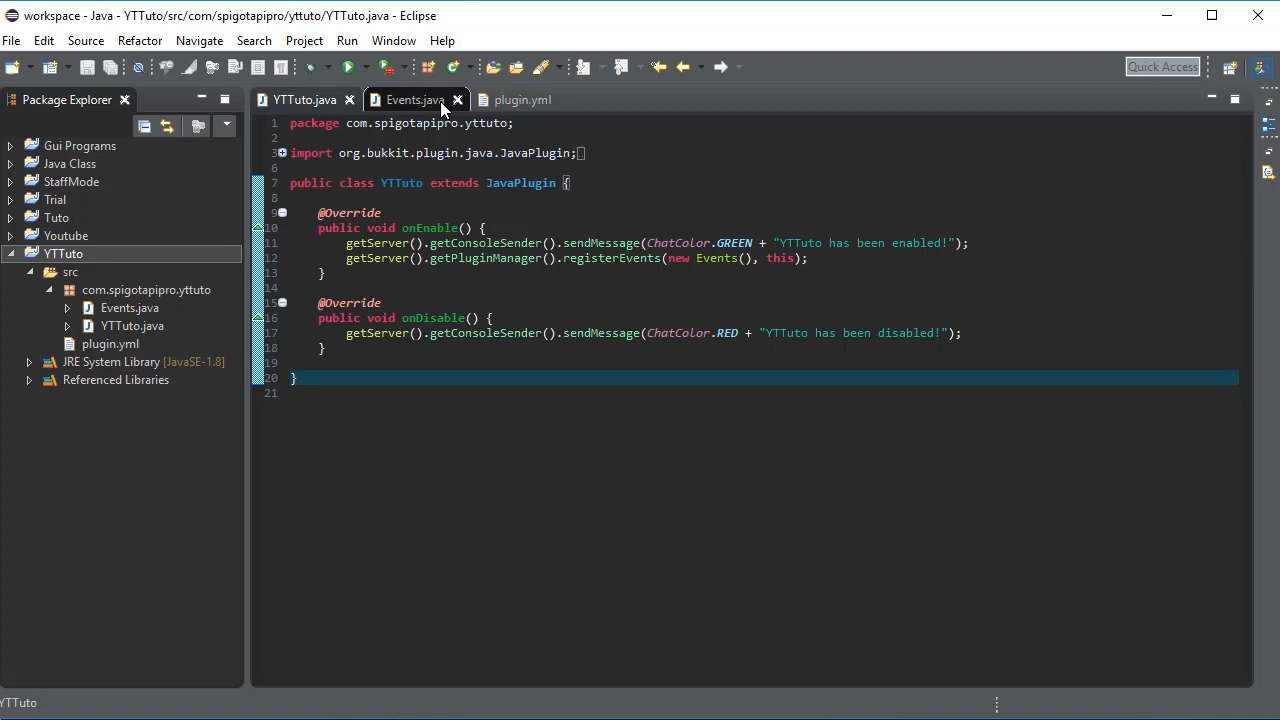 workspace - Java - YTTuto/src/com/spigotapipro/yttuto/YTTuto.java - Eclipse
File Edit Source Refactor Navigate Search Project Run Window Help
Quick Access
Package Explorer
YTTuto.java Events.java plugin.yml
Gui Programs
Java Class
StaffMode
Trial
Tuto
Youtube
YTTuto
src
com.spigotapipro.yttuto
Events.java
YTTuto.java
plugin.yml
JRE System Library [JavaSE-1.8]
Referenced Libraries
1 package com.spigotapipro.yttuto;
2
3 import org.bukkit.plugin.java.JavaPlugin;
6
7 public class YTTuto extends JavaPlugin {
8
9 @Override
10 public void onEnable() {
11 getServer().getConsoleSender().sendMessage(ChatColor.GREEN + "YTTuto has been enabled!");
12 getServer().getPluginManager().registerEvents(new Events(), this);
13 }
14
15 @Override
16 public void onDisable() {
17 getServer().getConsoleSender().sendMessage(ChatColor.RED + "YTTuto has been disabled!");
18 }
19
20 }
21
YTTuto